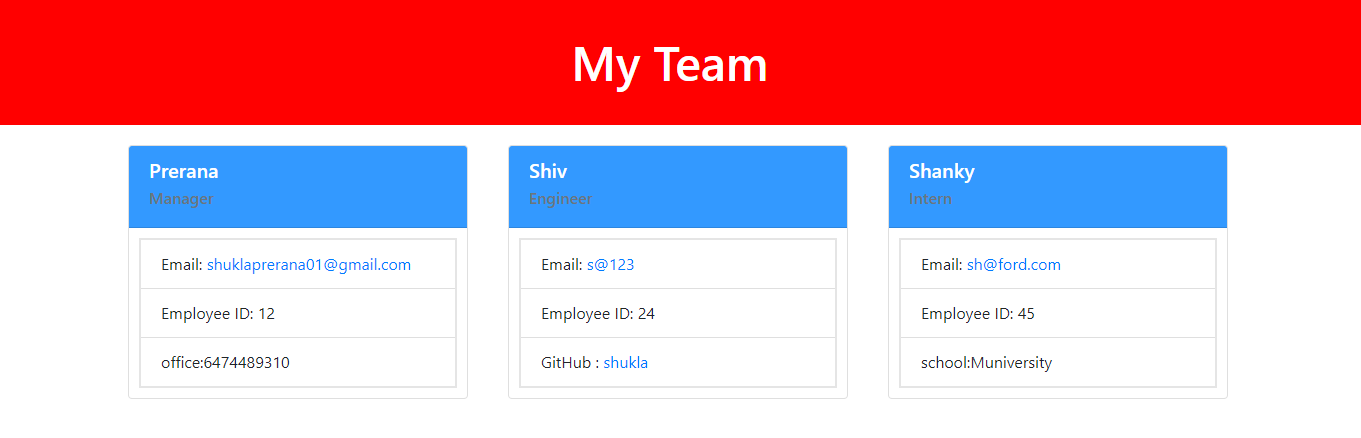 My Team
Prerana
Manager
Email: shuklaprerana01@gmail.com
Employee ID: 12
office:6474489310
Shiv
Engineer
Email: s@123
Employee ID: 24
GitHub : shukla
Shanky
Intern
Email: sh@ford.com
Employee ID: 45
school:Muniversity